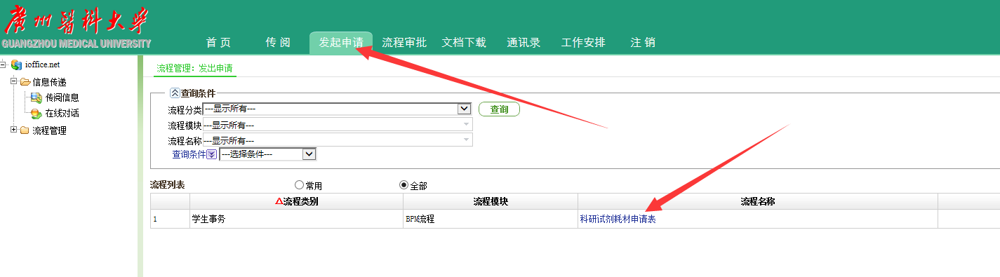 廣州醫科大學
GUANGZHOU MEDICAL UNIVERSITY
首 页 传 阅 发起申请 流程审批 文档下载 通讯录 工作安排 注 销
ioffice.net
信息传递
传阅信息
在线对话
流程管理
流程管理：发出申请
查询条件
流程分类 ---显示所有--- 查询
流程模块 ---显示所有---
流程名称 ---显示所有---
查询条件 ---选择条件---
流程列表 常用 全部
流程类别 流程模块 流程名称
1 学生事务 BPM流程 科研试剂耗材申请表